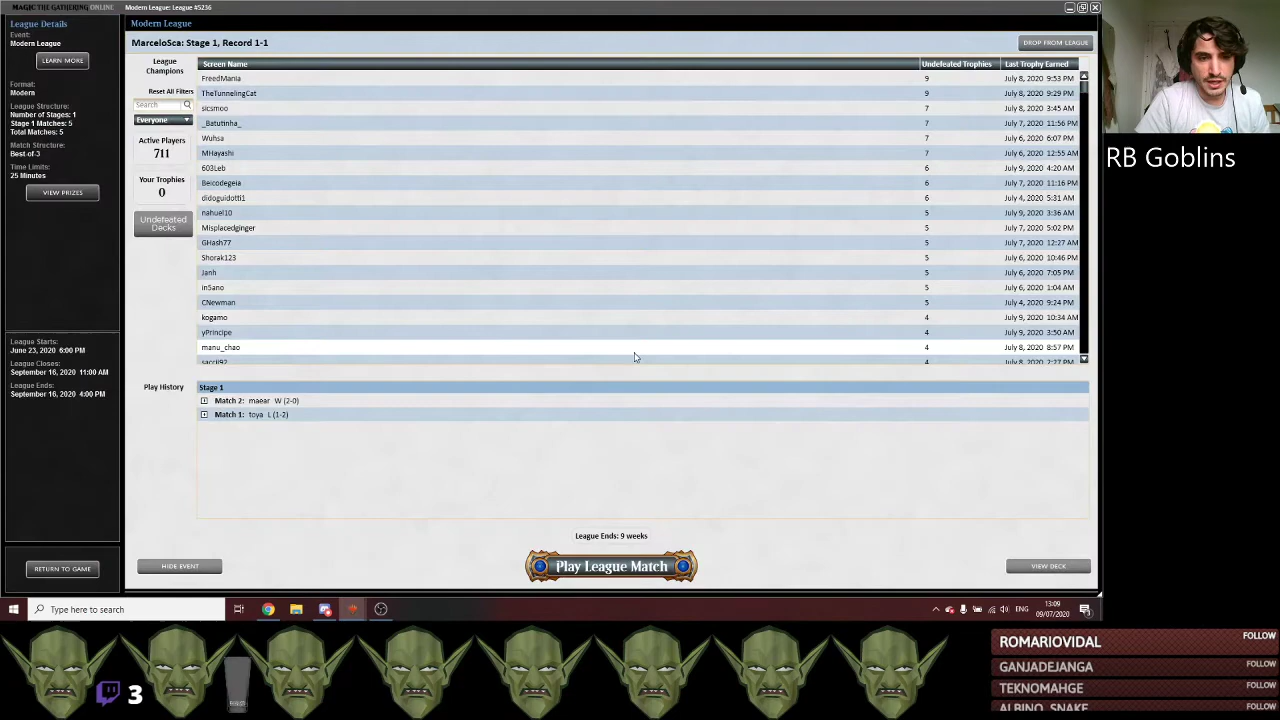 MAGIC THE GATHERING ONLINE
Modern League: League #5236
League Details
Event:
Modern League
LEARN MORE
Format:
Modern
League Structure:
Number of Stages: 1
Stage 1 Matches: 5
Total Matches: 5
Match Structure:
Best-of-3
Time Limits:
25 Minutes
VIEW PRIZES
League Starts:
June 23, 2020 6:00 PM
League Closes:
September 16, 2020 11:00 AM
League Ends:
September 16, 2020 4:00 PM
RETURN TO GAME
Modern League
MarceloSca: Stage 1, Record 1-1
DROP FROM LEAGUE
League Champions
Reset All Filters
Search
Everyone
Active Players
711
Your Trophies
0
Undefeated Decks
Screen Name Undefeated Trophies Last Trophy Earned
FreedMania 9 July 8, 2020 9:53 PM
TheTunnelingCat 9 July 8, 2020 9:29 PM
sicsmoo 7 July 8, 2020 3:45 AM
_Batutinha_ 7 July 7, 2020 11:56 PM
Wuhsa 7 July 6, 2020 6:07 PM
MHayashi 7 July 6, 2020 12:55 AM
603Leb 6 July 9, 2020 4:20 AM
Beicodegeia 6 July 7, 2020 11:16 PM
didoguidotti1 6 July 4, 2020 5:31 AM
nahuel10 5 July 9, 2020 3:36 AM
Misplacedginger 5 July 7, 2020 5:02 PM
GHash77 5 July 7, 2020 12:27 AM
Shorak123 5 July 6, 2020 10:46 PM
Janh 5 July 6, 2020 7:05 PM
inSano 5 July 6, 2020 1:04 AM
CNewman 5 July 4, 2020 9:24 PM
kogamo 4 July 9, 2020 10:34 AM
yPrincipe 4 July 9, 2020 3:50 AM
manu_chao 4 July 8, 2020 8:57 PM
4 July 8, 2020 2:27 PM
Play History
Stage 1
Match 2: maear W (2-0)
Match 1: toya L (1-2)
League Ends: 9 weeks
HIDE EVENT
Play League Match
VIEW DECK
RB Goblins
Type here to search
ENG
13:09
09/07/2020
3
3
ROMARIOVIDAL FOLLOW
GANJADEJANGA FOLLOW
TEKNOMAHGE FOLLOW
ALBINO_SNAKE FOLLOW